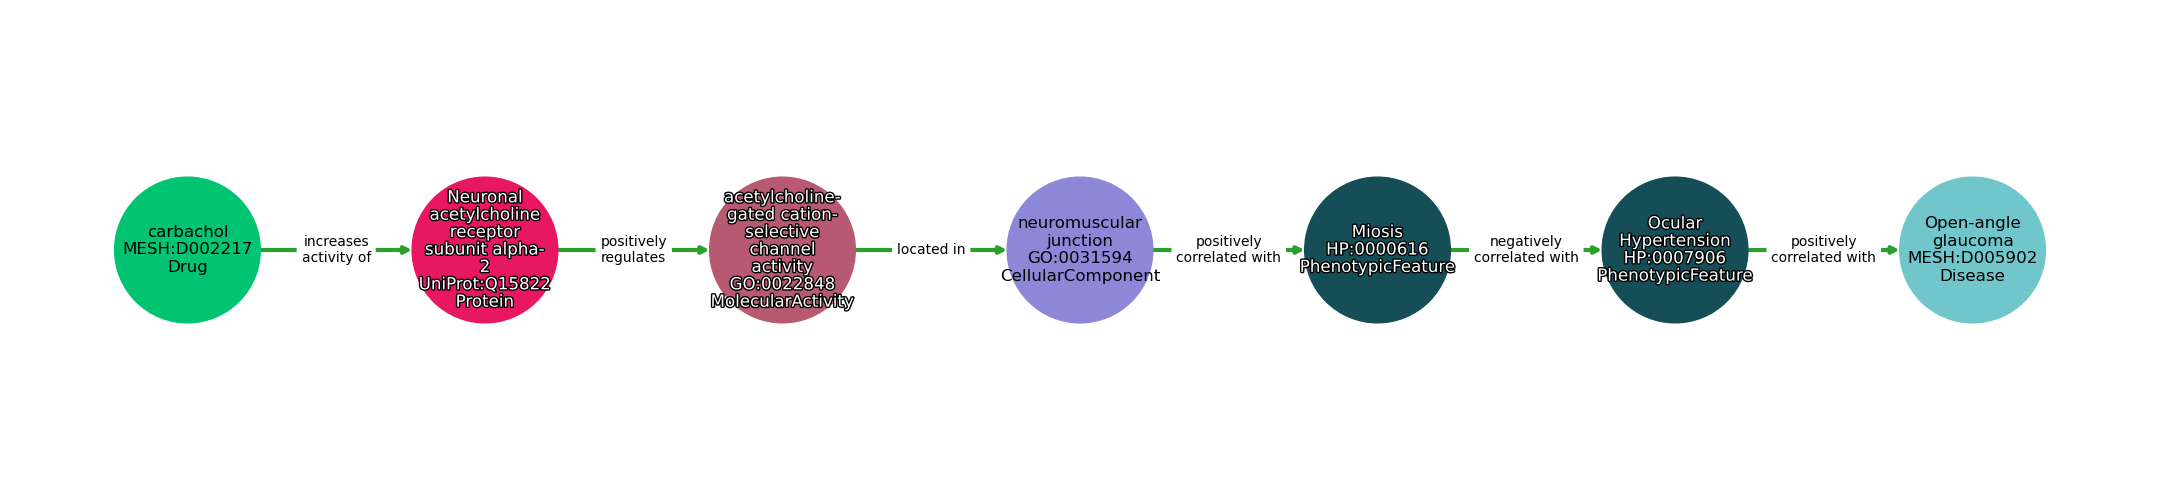 carbachol
MESH:D002217
Drug
increases
activity of
Neuronal
acetylcholine
receptor
subunit alpha-
2
UniProt:Q15822
Protein
positively
regulates
acetylcholine-
gated cation-
selective
channel
activity
GO:0022848
MolecularActivity
located in
neuromuscular
junction
GO:0031594
CellularComponent
positively
correlated with
Miosis
HP:0000616
PhenotypicFeature
negatively
correlated with
Ocular
Hypertension
HP:0007906
PhenotypicFeature
positively
correlated with
Open-angle
glaucoma
MESH:D005902
Disease